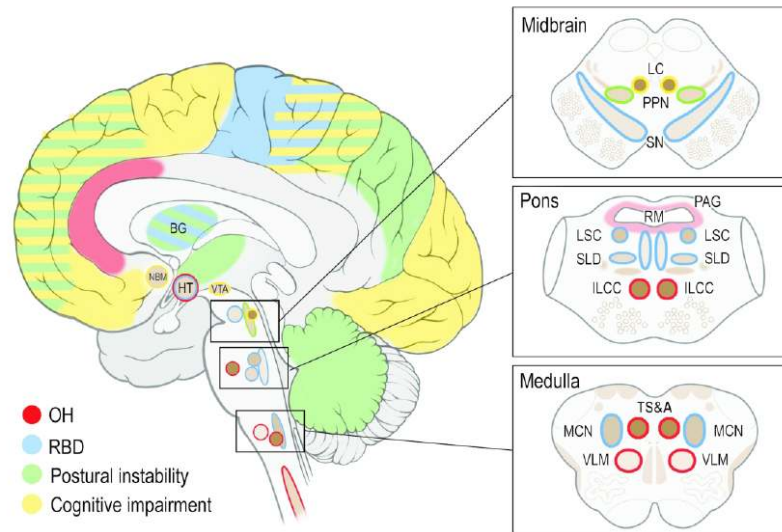 Midbrain
LC
PPN
SN
Pons
PAG
RM
LSC LSC
SLD SLD
ILCC ILCC
Medulla
TS&A
MCN MCN
VLM VLM
BG
NBM HT VTA
OH
RBD
Postural instability
Cognitive impairment